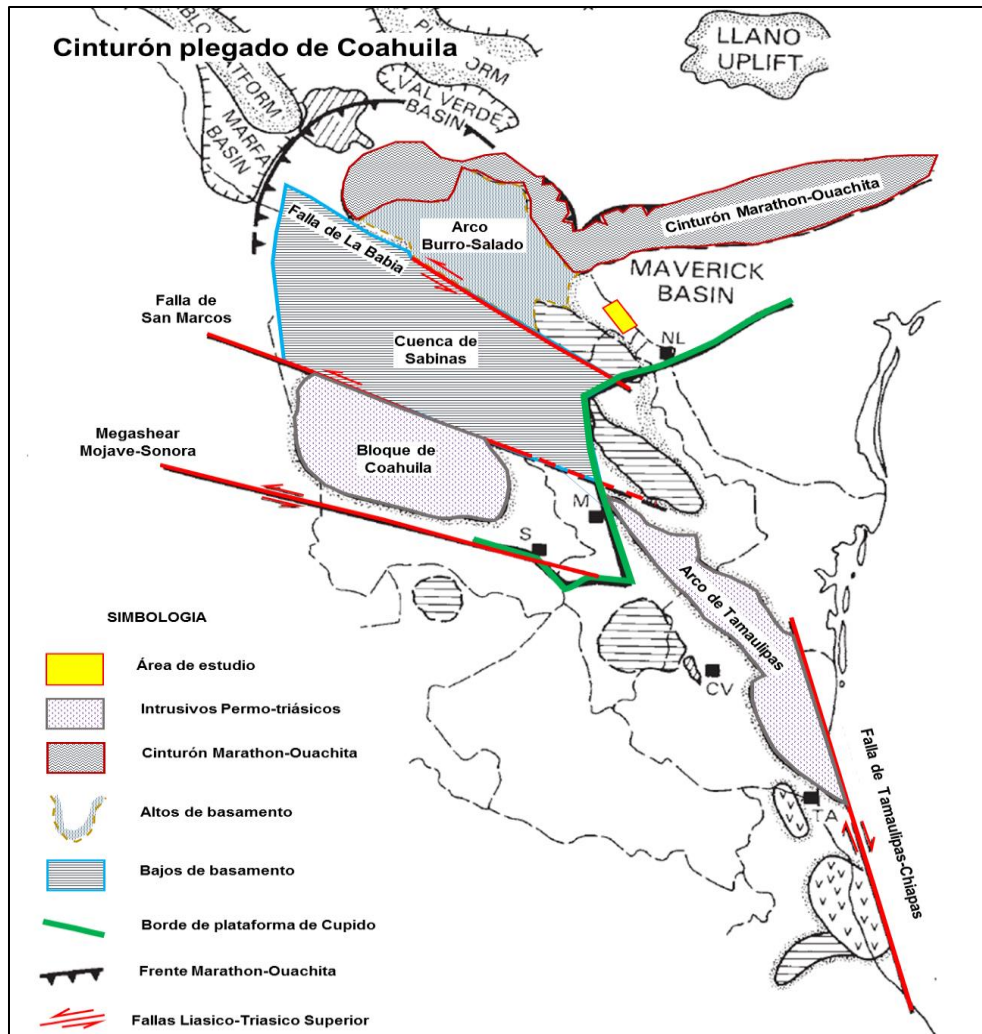 Cinturón plegado de Coahuila
PLATFORM
MARFA
BASIN
VAL VERDE
BASIN
LLANO
UPLIFT
Cinturón Marathon-Ouachita
Falla de La Babia
Arco
Burro-Salado
MAVERICK
BASIN
Falla de
San Marcos
Cuenca de
Sabinas
NL
Megashear
Mojave-Sonora
Bloque de
Coahuila
M
S
Arco de Tamaulipas
CV
TA
Falla de Tamaulipas-Chiapas
SIMBOLOGIA
Área de estudio
Intrusivos Permo-triásicos
Cinturón Marathon-Ouachita
Altos de basamento
Bajos de basamento
Borde de plataforma de Cupido
Frente Marathon-Ouachita
Fallas Liasico-Triasico Superior